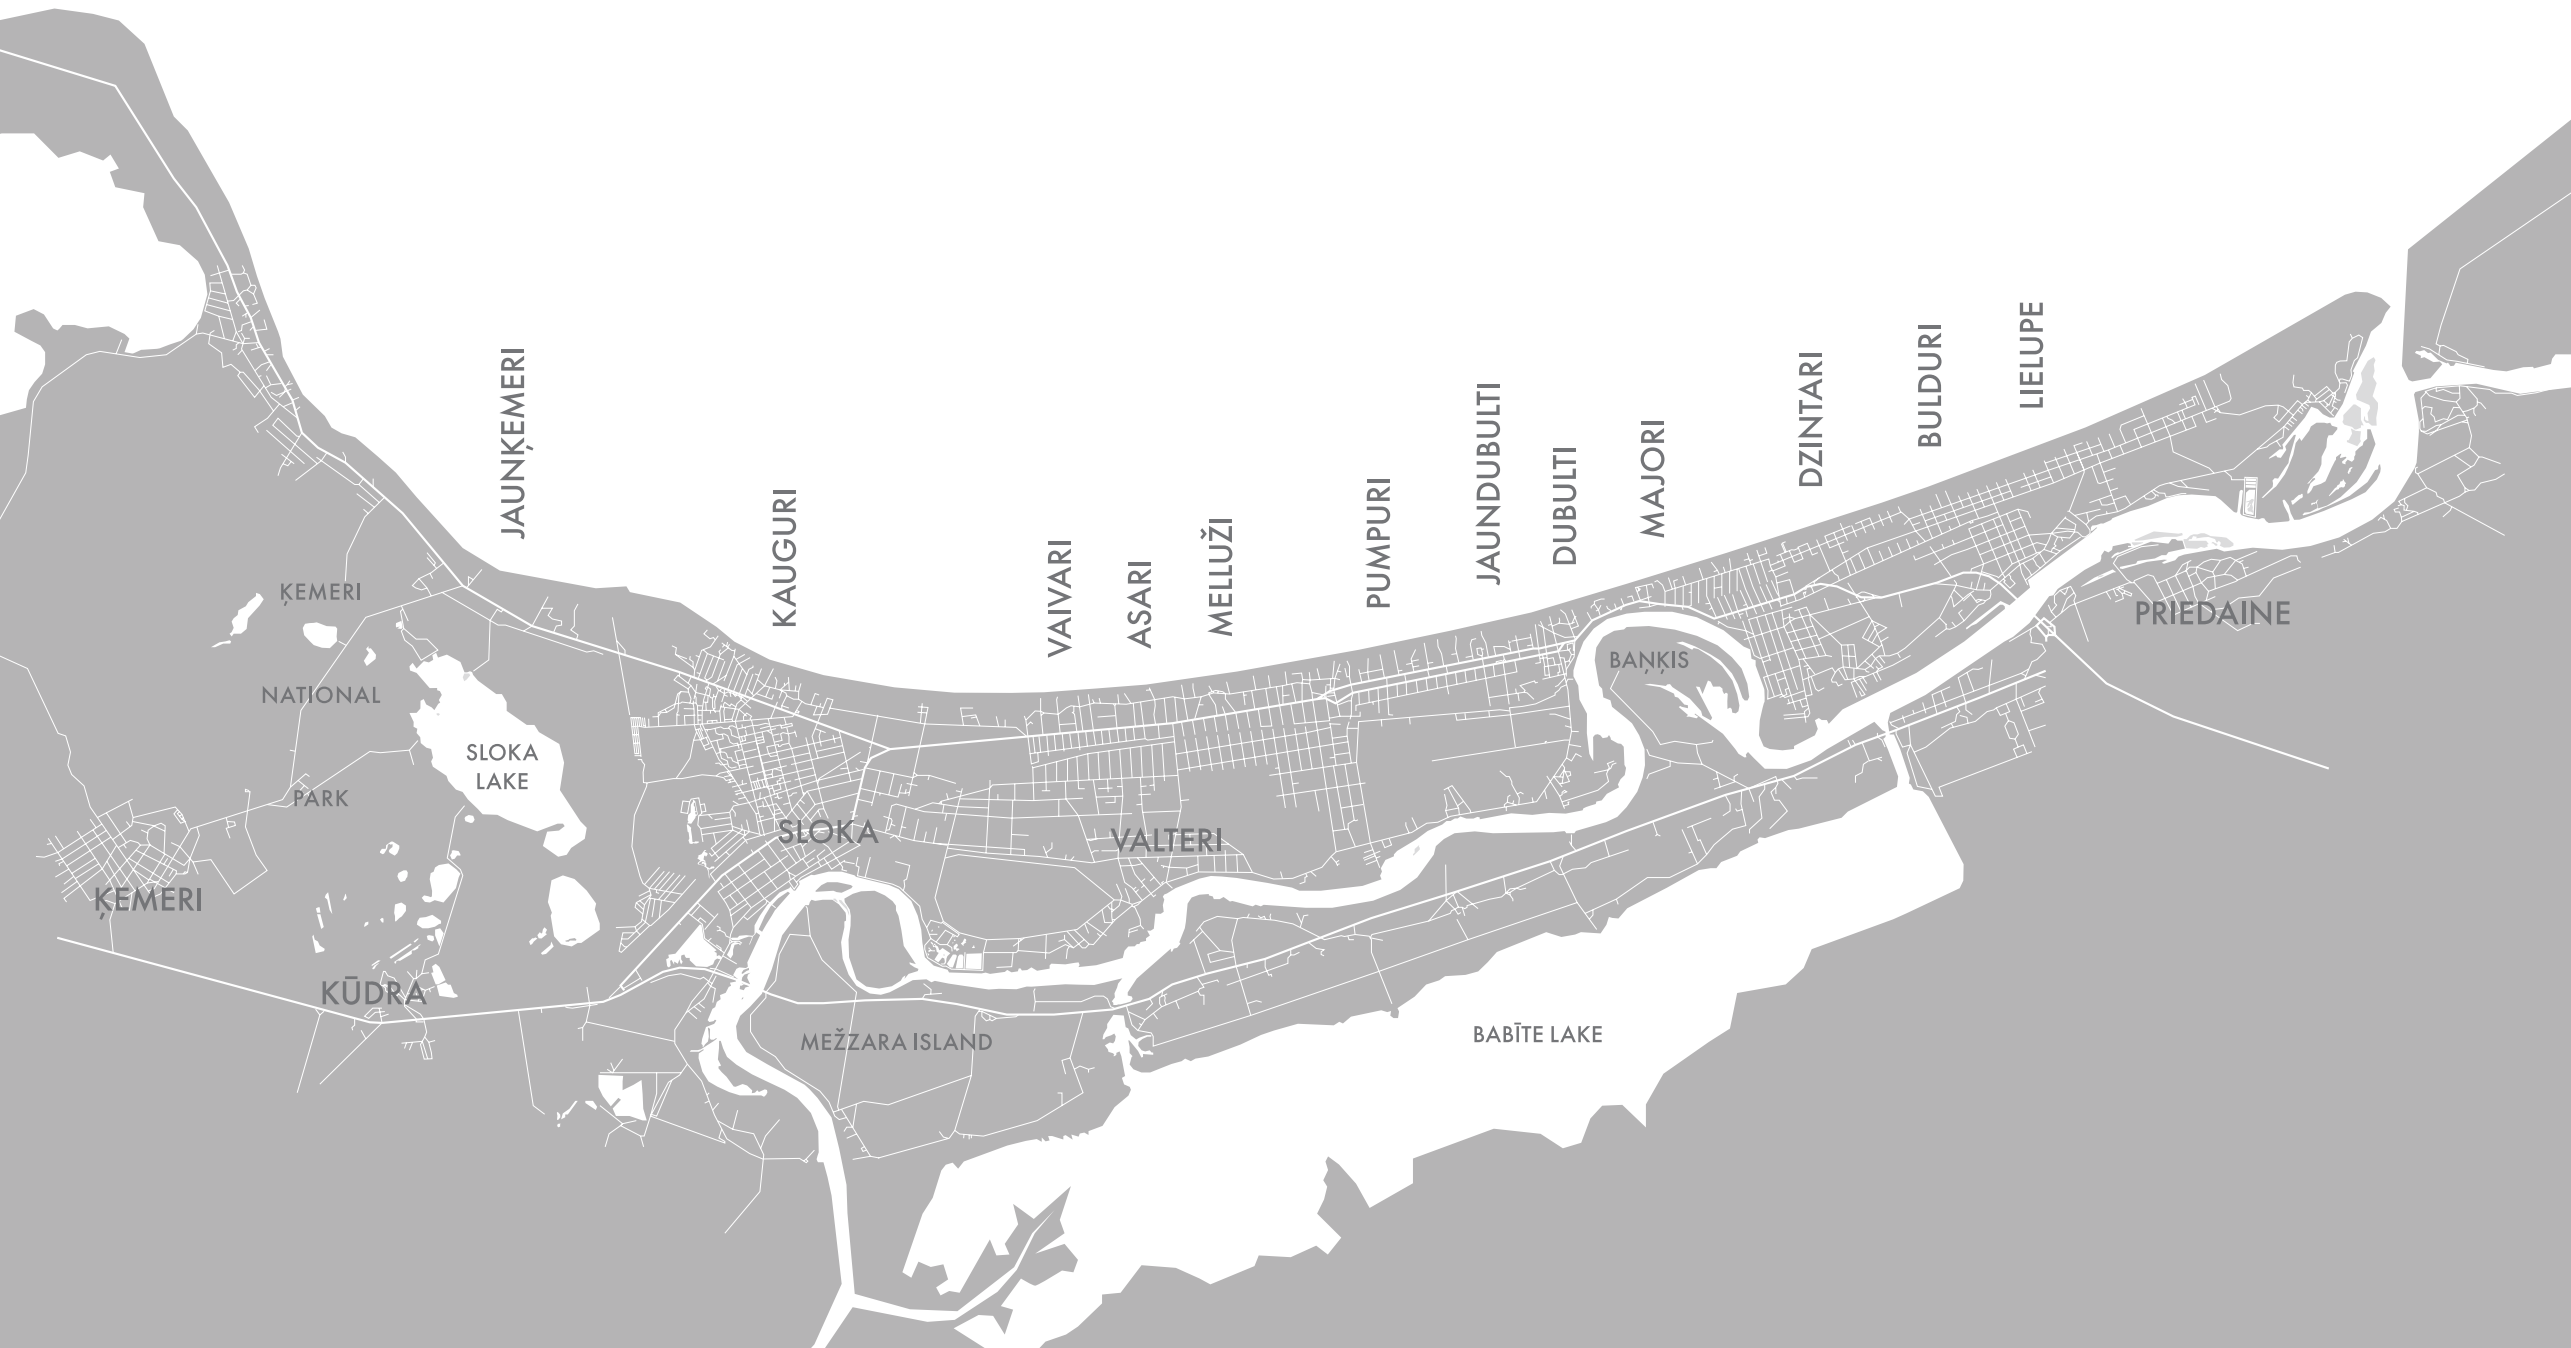 JAUNĶEMERI
KAUGURI
VAIVARI
ASARI
MELLUŽI
PUMPURI
JAUNDUBULTI
DUBULTI
MAJORI
DZINTARI
BULDURI
LIELUPE
PRIEDAINE
BAŅĶIS
ĶEMERI
NATIONAL
PARK
SLOKA
LAKE
SLOKA
VALTERI
ĶEMERI
KŪDRA
MEŽZARA ISLAND
BABĪTE LAKE